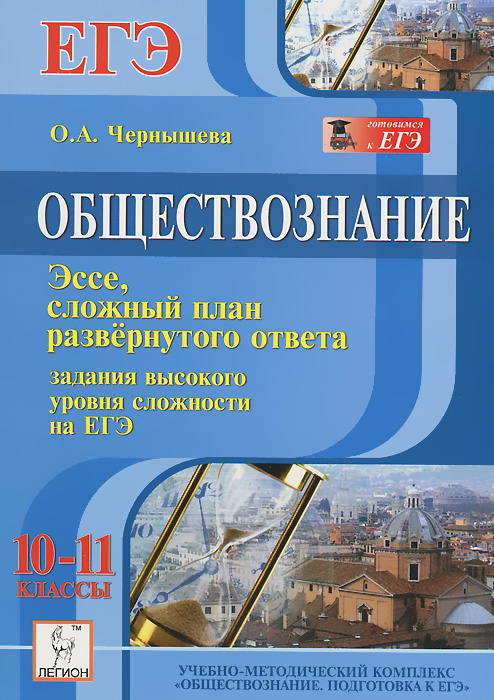 ЕГЭ
О.А. Чернышева
готовимся
к ЕГЭ
ОБЩЕСТВОЗНАНИЕ
Эссе,
сложный план
развёрнутого ответа
задания высокого
уровня сложности
на ЕГЭ
10–11
КЛАССЫ
TM
ЛЕГИОН
УЧЕБНО-МЕТОДИЧЕСКИЙ КОМПЛЕКС
«ОБЩЕСТВОЗНАНИЕ. ПОДГОТОВКА К ЕГЭ»